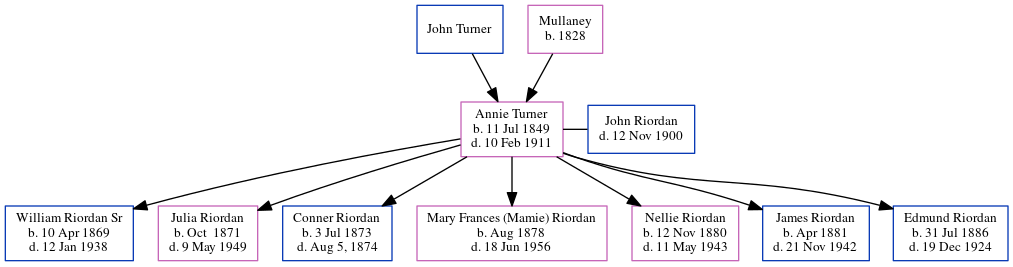 John Turner
Mullaney
b. 1828
Annie Turner
b. 11 Jul 1849
d. 10 Feb 1911
John Riordan
d. 12 Nov 1900
William Riordan Sr
b. 10 Apr 1869
d. 12 Jan 1938
Julia Riordan
b. Oct  1871
d. 9 May 1949
Conner Riordan
b. 3 Jul 1873
d. Aug 5, 1874
Mary Frances (Mamie) Riordan
b. Aug 1878
d. 18 Jun 1956
Nellie Riordan
b. 12 Nov 1880
d. 11 May 1943
James Riordan
b. Apr 1881
d. 21 Nov 1942
Edmund Riordan
b. 31 Jul 1886
d. 19 Dec 1924